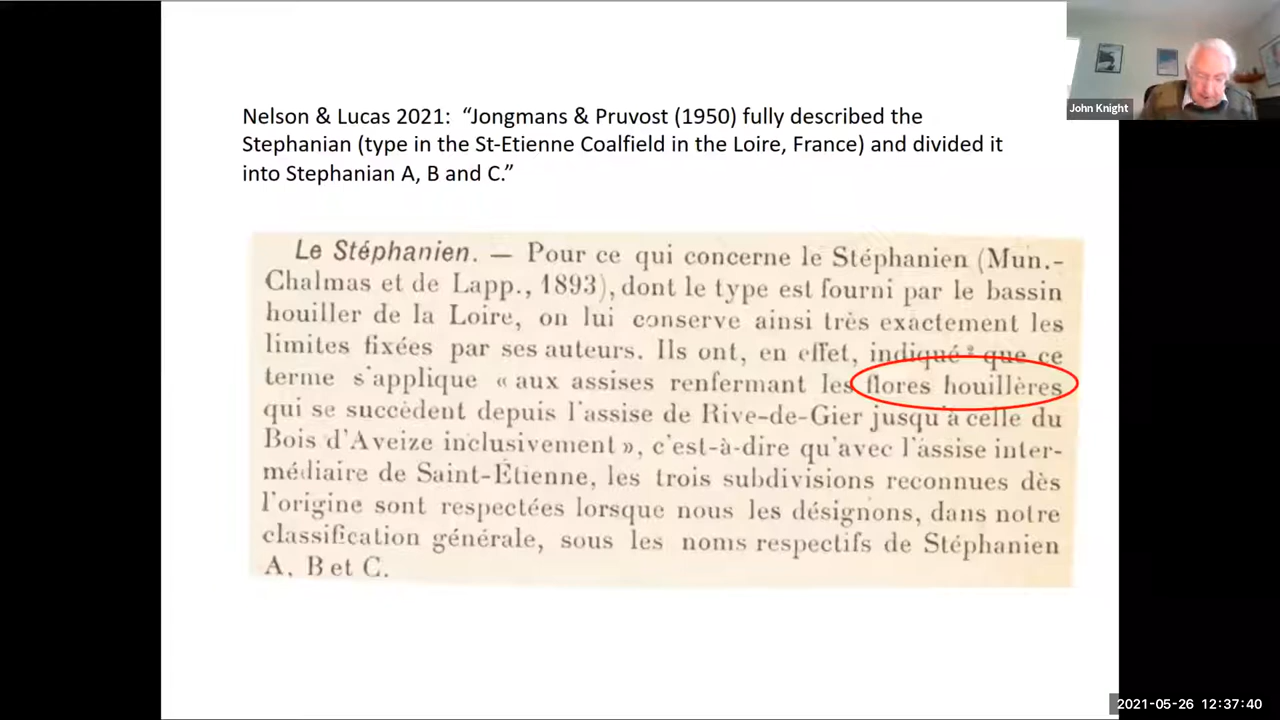 Nelson & Lucas 2021:  “Jongmans & Pruvost (1950) fully described the
Stephanian (type in the St-Etienne Coalfield in the Loire, France) and divided it
into Stephanian A, B and C.”
Le Stéphanien. — Pour ce qui concerne le Stéphanien (Mun.-
Chalmas et de Lapp., 1893), dont le type est fourni par le bassin
houiller de la Loire, on lui conserve ainsi très exactement les
limites fixées par ses auteurs. Ils ont, en effet, indiqué que ce
terme s'applique « aux assises renfermant les flores houillères
qui se succèdent depuis l'assise de Rive-de-Gier jusqu'à celle du
Bois d'Aveize inclusivement », c'est-à-dire qu'avec l'assise inter-
médiaire de Saint-Étienne, les trois subdivisions reconnues dès
l'origine sont respectées lorsque nous les désignons, dans notre
classification générale, sous les noms respectifs de Stéphanien
A, B et C.
John Knight
2021-05-26 12:37:40